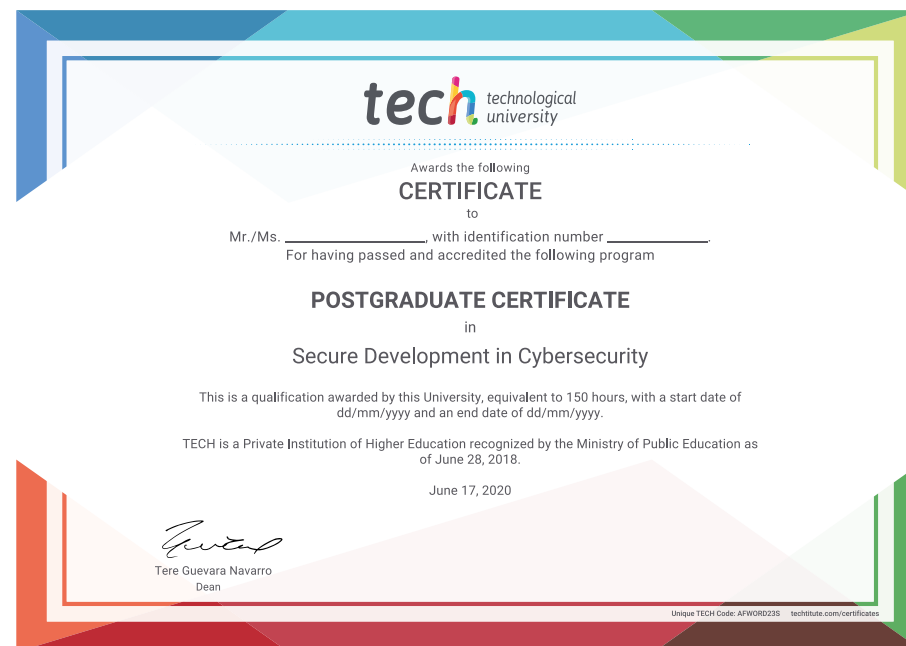 tech technological
university
Awards the following
CERTIFICATE
to
Mr./Ms. ____________, with identification number ____________.
For having passed and accredited the following program
POSTGRADUATE CERTIFICATE
in
Secure Development in Cybersecurity
This is a qualification awarded by this University, equivalent to 150 hours, with a start date of
dd/mm/yyyy and an end date of dd/mm/yyyy.
TECH is a Private Institution of Higher Education recognized by the Ministry of Public Education as
of June 28, 2018.
June 17, 2020
Tere Guevara Navarro
Dean
Unique TECH Code: AFWORD23S techtitute.com/certificates